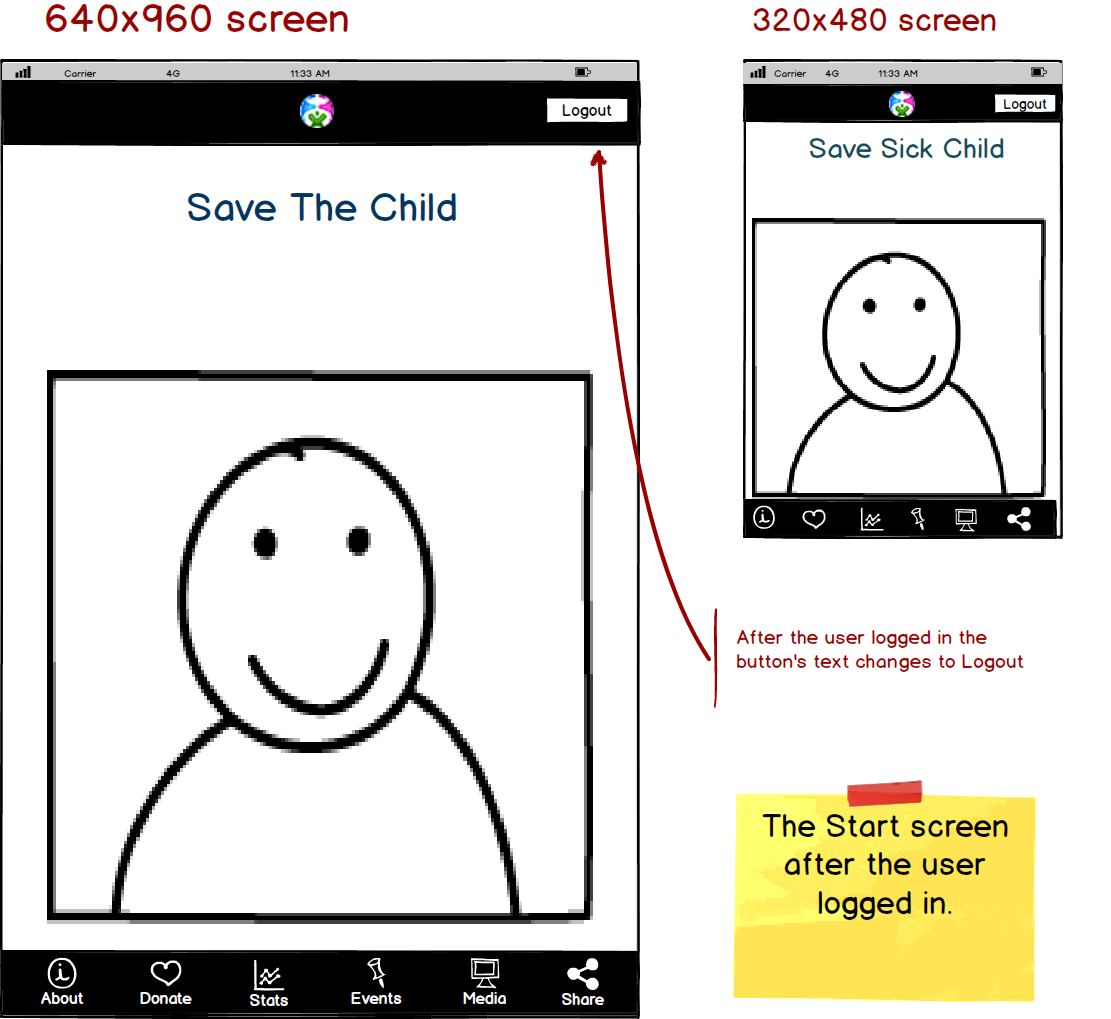 640x960 screen
Carrier 4G 11:33 AM
Logout
Save The Child
About Donate Stats Events Media Share
320x480 screen
Carrier 4G 11:33 AM
Logout
Save Sick Child
After the user logged in the
button's text changes to Logout
The Start screen
after the user
logged in.